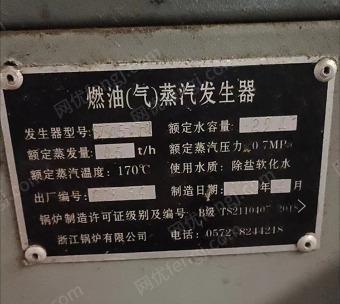 燃油(气)蒸汽发生器
发生器型号: 额定水容量:
额定蒸发量: t/h 额定蒸汽压力: 0.7MPa
额定蒸汽温度: 170℃ 使用水质: 除盐软化水
出厂编号: 制造日期: 年 月
锅炉制造许可证级别及编号: B级 TS2110407-2018
浙江锅炉有限公司 电话: 0572-8244218